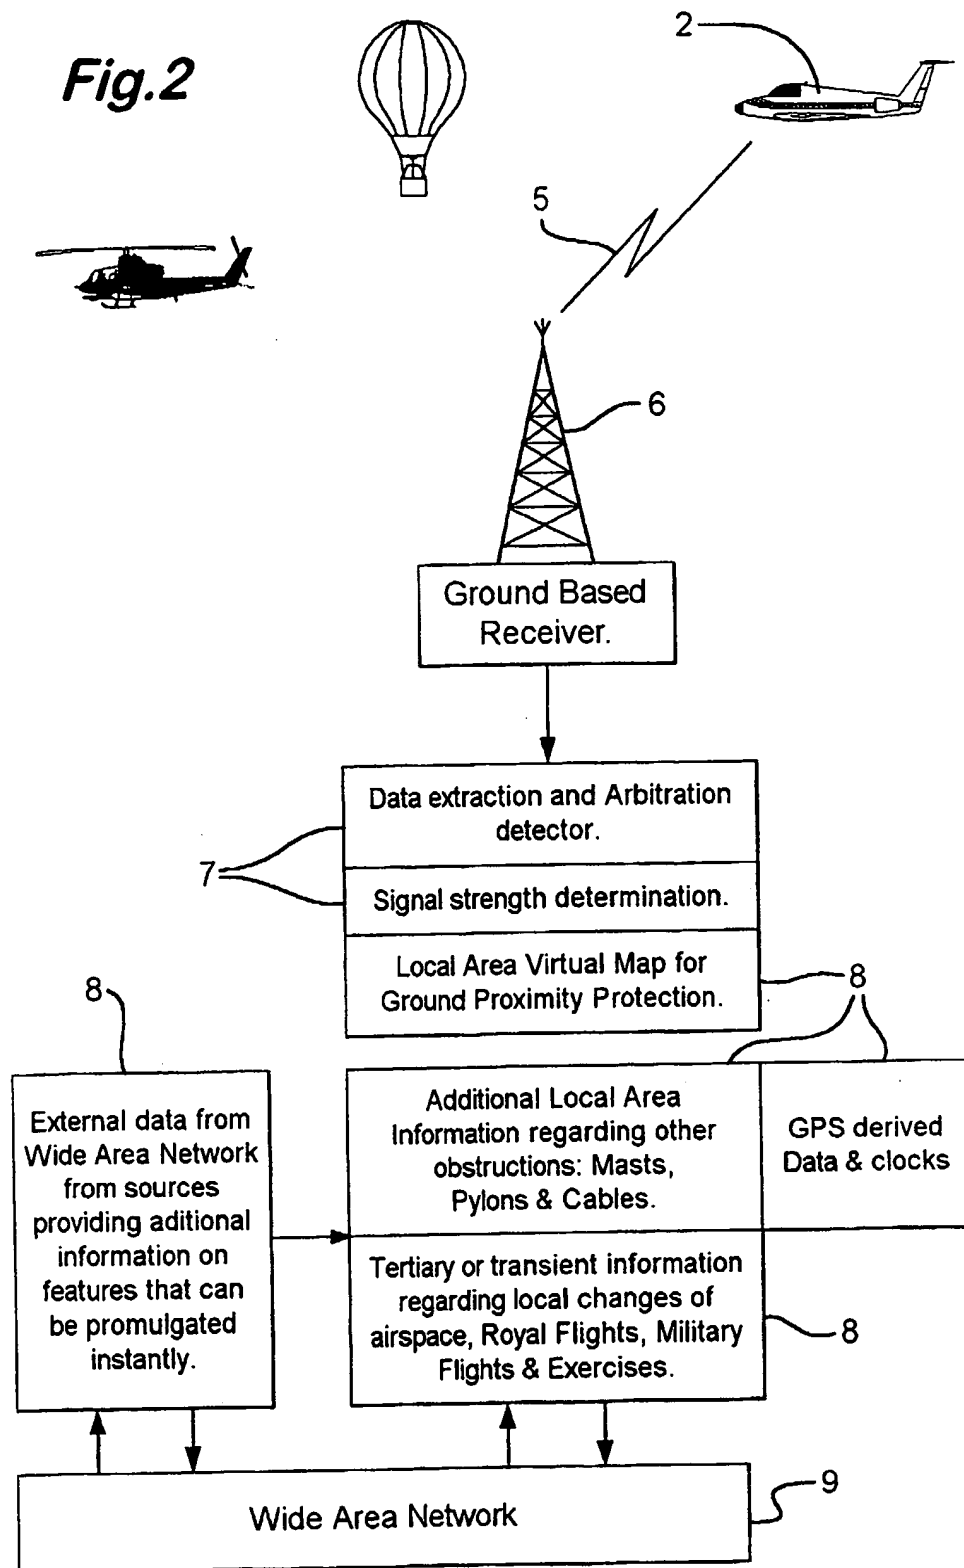 Fig.2
2
5
6
Ground Based
Receiver.
Data extraction and Arbitration
detector.
7
Signal strength determination.
Local Area Virtual Map for
Ground Proximity Protection.
8
8
External data from
Wide Area Network
from sources
providing aditional
information on
features that can
be promulgated
instantly.
Additional Local Area
Information regarding other
obstructions: Masts,
Pylons & Cables.
GPS derived
Data & clocks
Tertiary or transient information
regarding local changes of
airspace, Royal Flights, Military
Flights & Exercises.
8
Wide Area Network
9